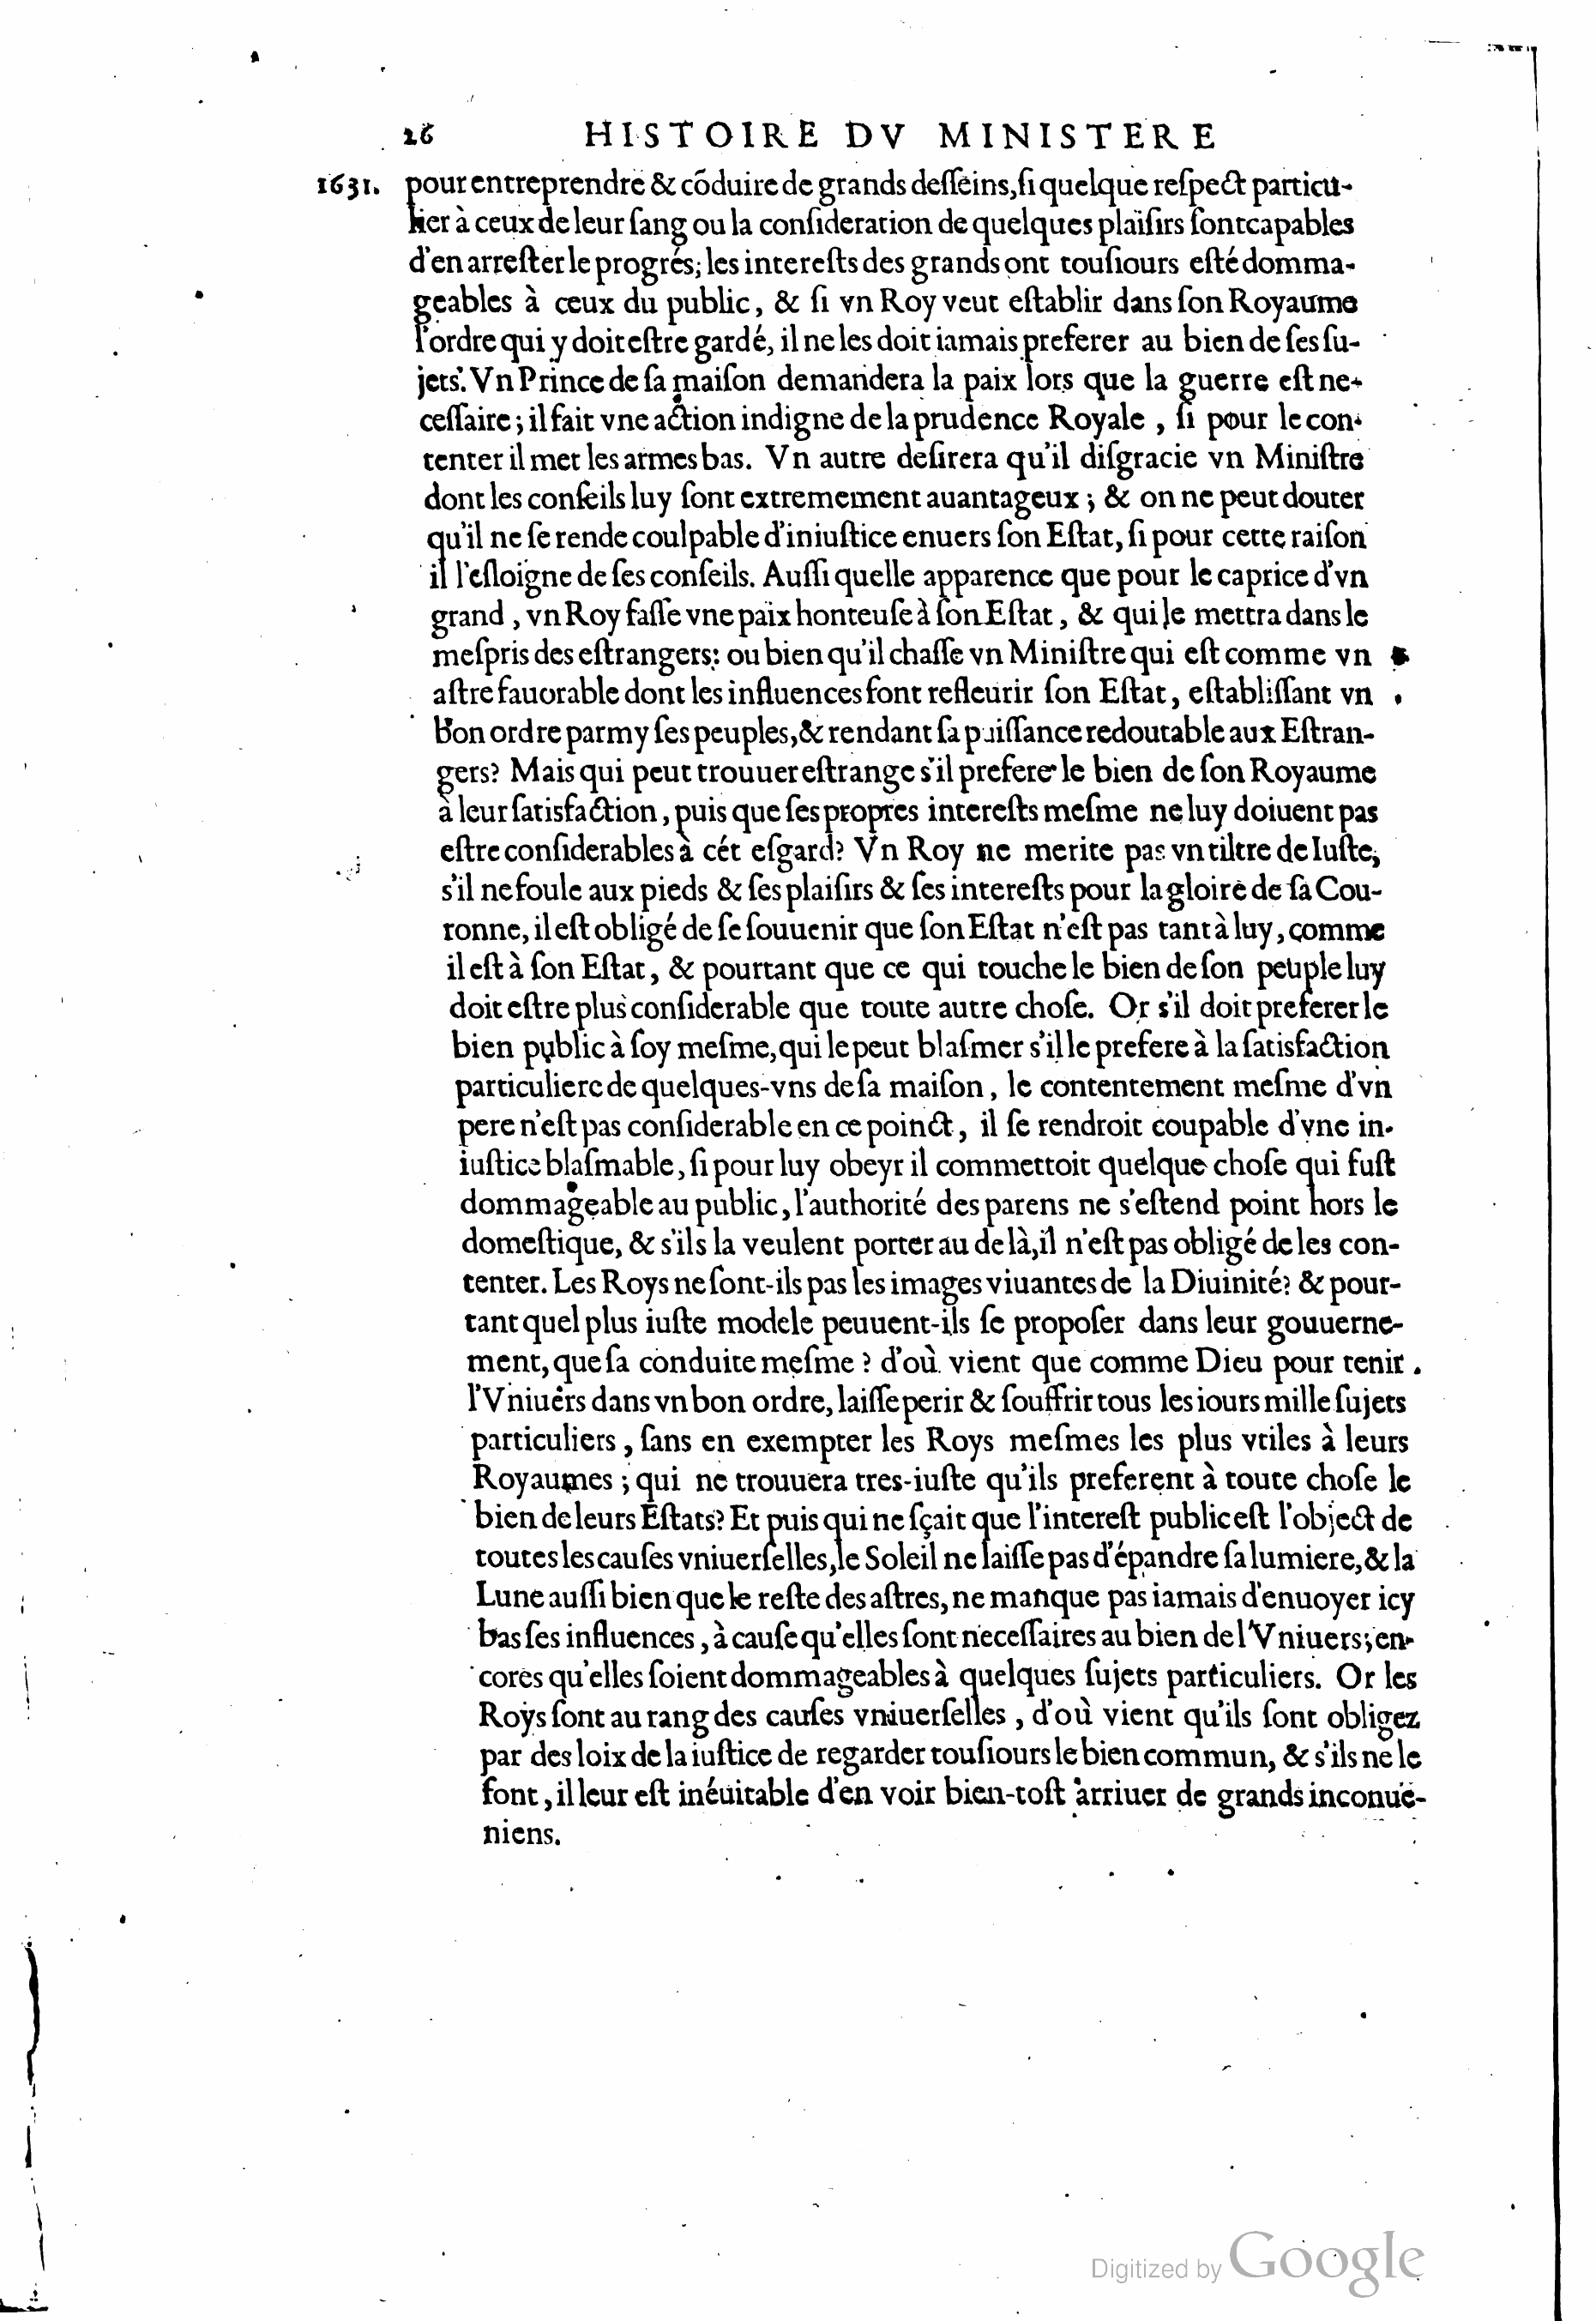 26 HISTOIRE DV MINISTERE
1631. pour entreprendre & cõduire de grands deſſeins, ſi quelque reſpect particu-
lier à ceux de leur ſang ou la conſideration de quelques plaiſirs ſont capables
d'en arreſter le progrés; les intereſts des grands ont touſiours eſté domma-
geables à ceux du public, & ſi vn Roy veut eſtablir dans ſon Royaume
l'ordre qui y doit eſtre gardé, il ne les doit iamais preferer au bien de ſes ſu-
jets. Vn Prince de ſa maiſon demandera la paix lors que la guerre eſt ne-
ceſſaire; il fait vne action indigne de la prudence Royale, ſi pour le con-
tenter il met les armes bas. Vn autre deſirera qu'il diſgracie vn Miniſtre
dont les conſeils luy ſont extremement auantageux; & on ne peut douter
qu'il ne ſe rende coulpable d'iniuſtice enuers ſon Eſtat, ſi pour cette raiſon
il l'eſloigne de ſes conſeils. Auſſi quelle apparence que pour le caprice d'vn
grand, vn Roy faſſe vne paix honteuſe à ſon Eſtat, & qui le mettra dans le
meſpris des eſtrangers: ou bien qu'il chaſſe vn Miniſtre qui eſt comme vn
aſtre fauorable dont les influences font refleurir ſon Eſtat, eſtabliſſant vn
bon ordre parmy ſes peuples, & rendant ſa puiſſance redoutable aux Eſtran-
gers? Mais qui peut trouuer eſtrange s'il prefere le bien de ſon Royaume
à leur ſatisfaction, puis que ſes propres intereſts meſme ne luy doiuent pas
eſtre conſiderables à cét eſgard? Vn Roy ne merite pas vn tiltre de Iuſte,
s'il ne foule aux pieds & ſes plaiſirs & ſes intereſts pour la gloire de ſa Cou-
ronne, il eſt obligé de ſe ſouuenir que ſon Eſtat n'eſt pas tant à luy, comme
il eſt à ſon Eſtat, & pourtant que ce qui touche le bien de ſon peuple luy
doit eſtre plus conſiderable que toute autre choſe. Or s'il doit preferer le
bien public à ſoy meſme, qui le peut blaſmer s'il le prefere à la ſatisfaction
particuliere de quelques-vns de ſa maiſon, le contentement meſme d'vn
pere n'eſt pas conſiderable en ce poinct, il ſe rendroit coupable d'vne in-
iuſtice blaſmable, ſi pour luy obeyr il commettoit quelque choſe qui fuſt
dommageable au public, l'authorité des parens ne s'eſtend point hors le
domeſtique, & s'ils la veulent porter au de là, il n'eſt pas obligé de les con-
tenter. Les Roys ne ſont-ils pas les images viuantes de la Diuinité? & pour-
tant quel plus iuſte modele peuuent-ils ſe propoſer dans leur gouuerne-
ment, que ſa conduite meſme? d'où vient que comme Dieu pour tenir
l'Vniuers dans vn bon ordre, laiſſe perir & ſouffrir tous les iours mille ſujets
particuliers, ſans en exempter les Roys meſmes les plus vtiles à leurs
Royaumes; qui ne trouuera tres-iuſte qu'ils preferent à toute choſe le
bien de leurs Eſtats? Et puis qui ne ſçait que l'intereſt public eſt l'object de
toutes les cauſes vniuerſelles, le Soleil ne laiſſe pas d'épandre ſa lumiere, & la
Lune auſſi bien que le reſte des aſtres, ne manque pas iamais d'enuoyer icy
bas ſes influences, à cauſe qu'elles ſont neceſſaires au bien de l'Vniuers; en-
cores qu'elles ſoient dommageables à quelques ſujets particuliers. Or les
Roys ſont au rang des cauſes vniuerſelles, d'où vient qu'ils ſont obligez
par des loix de la iuſtice de regarder touſiours le bien commun, & s'ils ne le
font, il leur eſt inéuitable d'en voir bien-toſt arriuer de grands inconue-
niens.
Digitized by Google